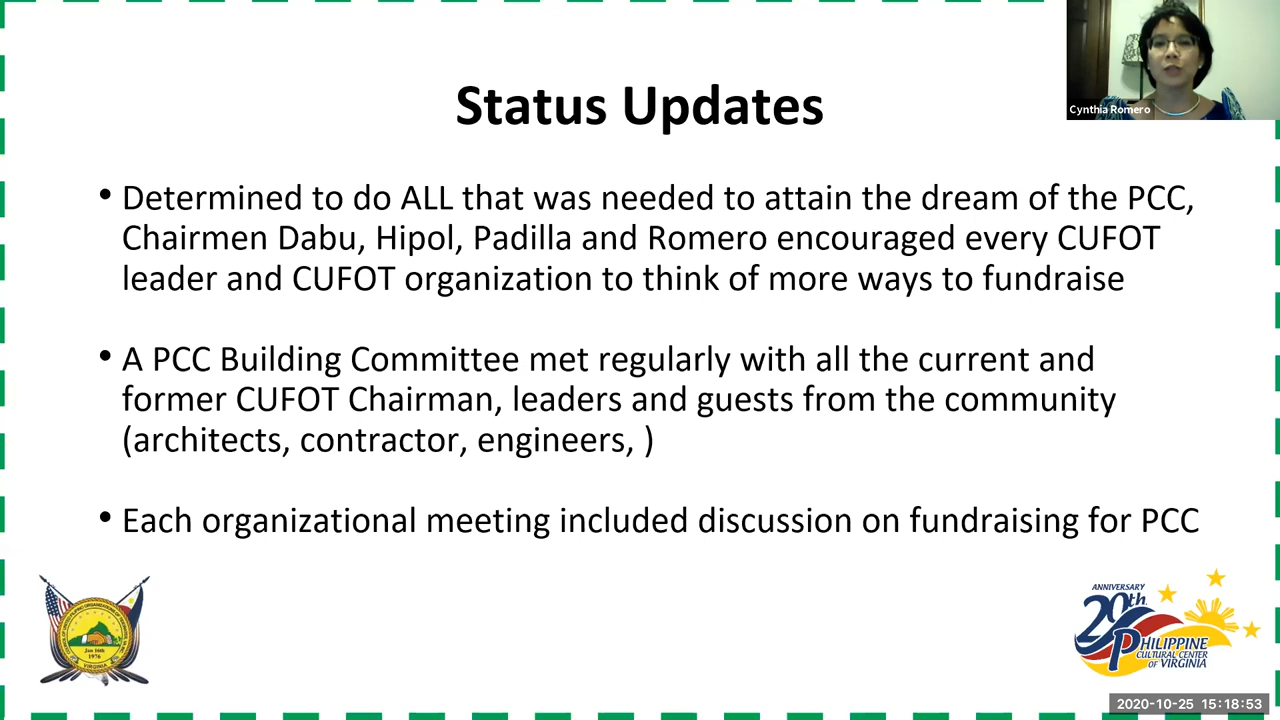 Status Updates
Cynthia Romero
• Determined to do ALL that was needed to attain the dream of the PCC,
Chairmen Dabu, Hipol, Padilla and Romero encouraged every CUFOT
leader and CUFOT organization to think of more ways to fundraise
• A PCC Building Committee met regularly with all the current and
former CUFOT Chairman, leaders and guests from the community
(architects, contractor, engineers, )
• Each organizational meeting included discussion on fundraising for PCC
Jan 16th
1976
VIRGINIA
ANNIVERSARY
20th
PHILIPPINE
CULTURAL CENTER
OF VIRGINIA
2020-10-25 15:18:53